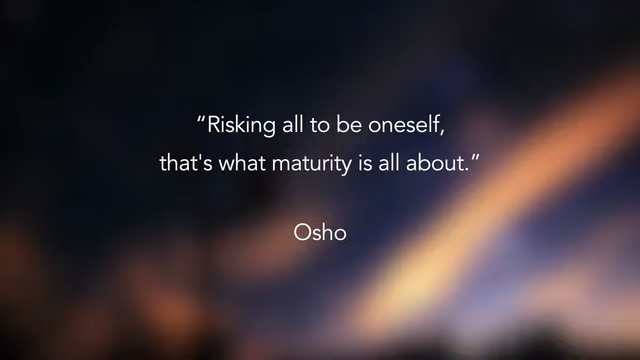 “Risking all to be oneself,
that's what maturity is all about.”
Osho